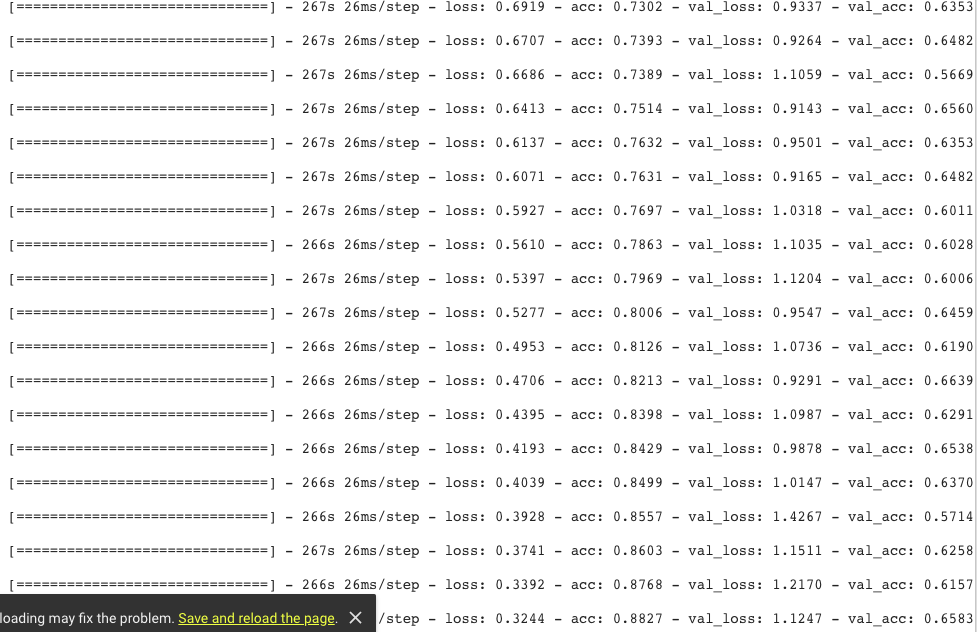 [==============================] - 267s 26ms/step - loss: 0.6919 - acc: 0.7302 - val_loss: 0.9337 - val_acc: 0.6353
[==============================] - 267s 26ms/step - loss: 0.6707 - acc: 0.7393 - val_loss: 0.9264 - val_acc: 0.6482
[==============================] - 267s 26ms/step - loss: 0.6686 - acc: 0.7389 - val_loss: 1.1059 - val_acc: 0.5669
[==============================] - 267s 26ms/step - loss: 0.6413 - acc: 0.7514 - val_loss: 0.9143 - val_acc: 0.6560
[==============================] - 267s 26ms/step - loss: 0.6137 - acc: 0.7632 - val_loss: 0.9501 - val_acc: 0.6353
[==============================] - 267s 26ms/step - loss: 0.6071 - acc: 0.7631 - val_loss: 0.9165 - val_acc: 0.6482
[==============================] - 267s 26ms/step - loss: 0.5927 - acc: 0.7697 - val_loss: 1.0318 - val_acc: 0.6011
[==============================] - 266s 26ms/step - loss: 0.5610 - acc: 0.7863 - val_loss: 1.1035 - val_acc: 0.6028
[==============================] - 267s 26ms/step - loss: 0.5397 - acc: 0.7969 - val_loss: 1.1204 - val_acc: 0.6006
[==============================] - 267s 26ms/step - loss: 0.5277 - acc: 0.8006 - val_loss: 0.9547 - val_acc: 0.6459
[==============================] - 266s 26ms/step - loss: 0.4953 - acc: 0.8126 - val_loss: 1.0736 - val_acc: 0.6190
[==============================] - 266s 26ms/step - loss: 0.4706 - acc: 0.8213 - val_loss: 0.9291 - val_acc: 0.6639
[==============================] - 266s 26ms/step - loss: 0.4395 - acc: 0.8398 - val_loss: 1.0987 - val_acc: 0.6291
[==============================] - 266s 26ms/step - loss: 0.4193 - acc: 0.8429 - val_loss: 0.9878 - val_acc: 0.6538
[==============================] - 266s 26ms/step - loss: 0.4039 - acc: 0.8499 - val_loss: 1.0147 - val_acc: 0.6370
[==============================] - 266s 26ms/step - loss: 0.3928 - acc: 0.8557 - val_loss: 1.4267 - val_acc: 0.5714
[==============================] - 267s 26ms/step - loss: 0.3741 - acc: 0.8603 - val_loss: 1.1511 - val_acc: 0.6258
[==============================] - 266s 26ms/step - loss: 0.3392 - acc: 0.8768 - val_loss: 1.2170 - val_acc: 0.6157
loading may fix the problem. Save and reload the page. /step - loss: 0.3244 - acc: 0.8827 - val_loss: 1.1247 - val_acc: 0.6583